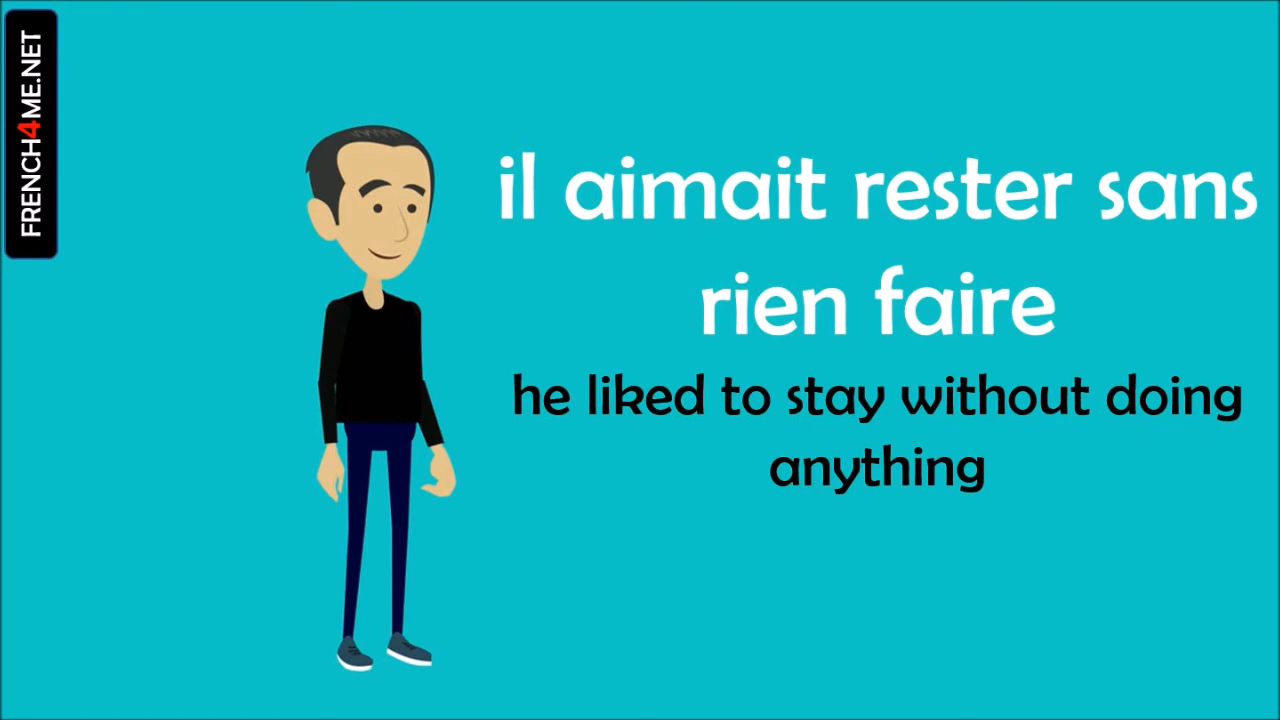 FRENCH4ME.NET
il aimait rester sans
rien faire
he liked to stay without doing
anything